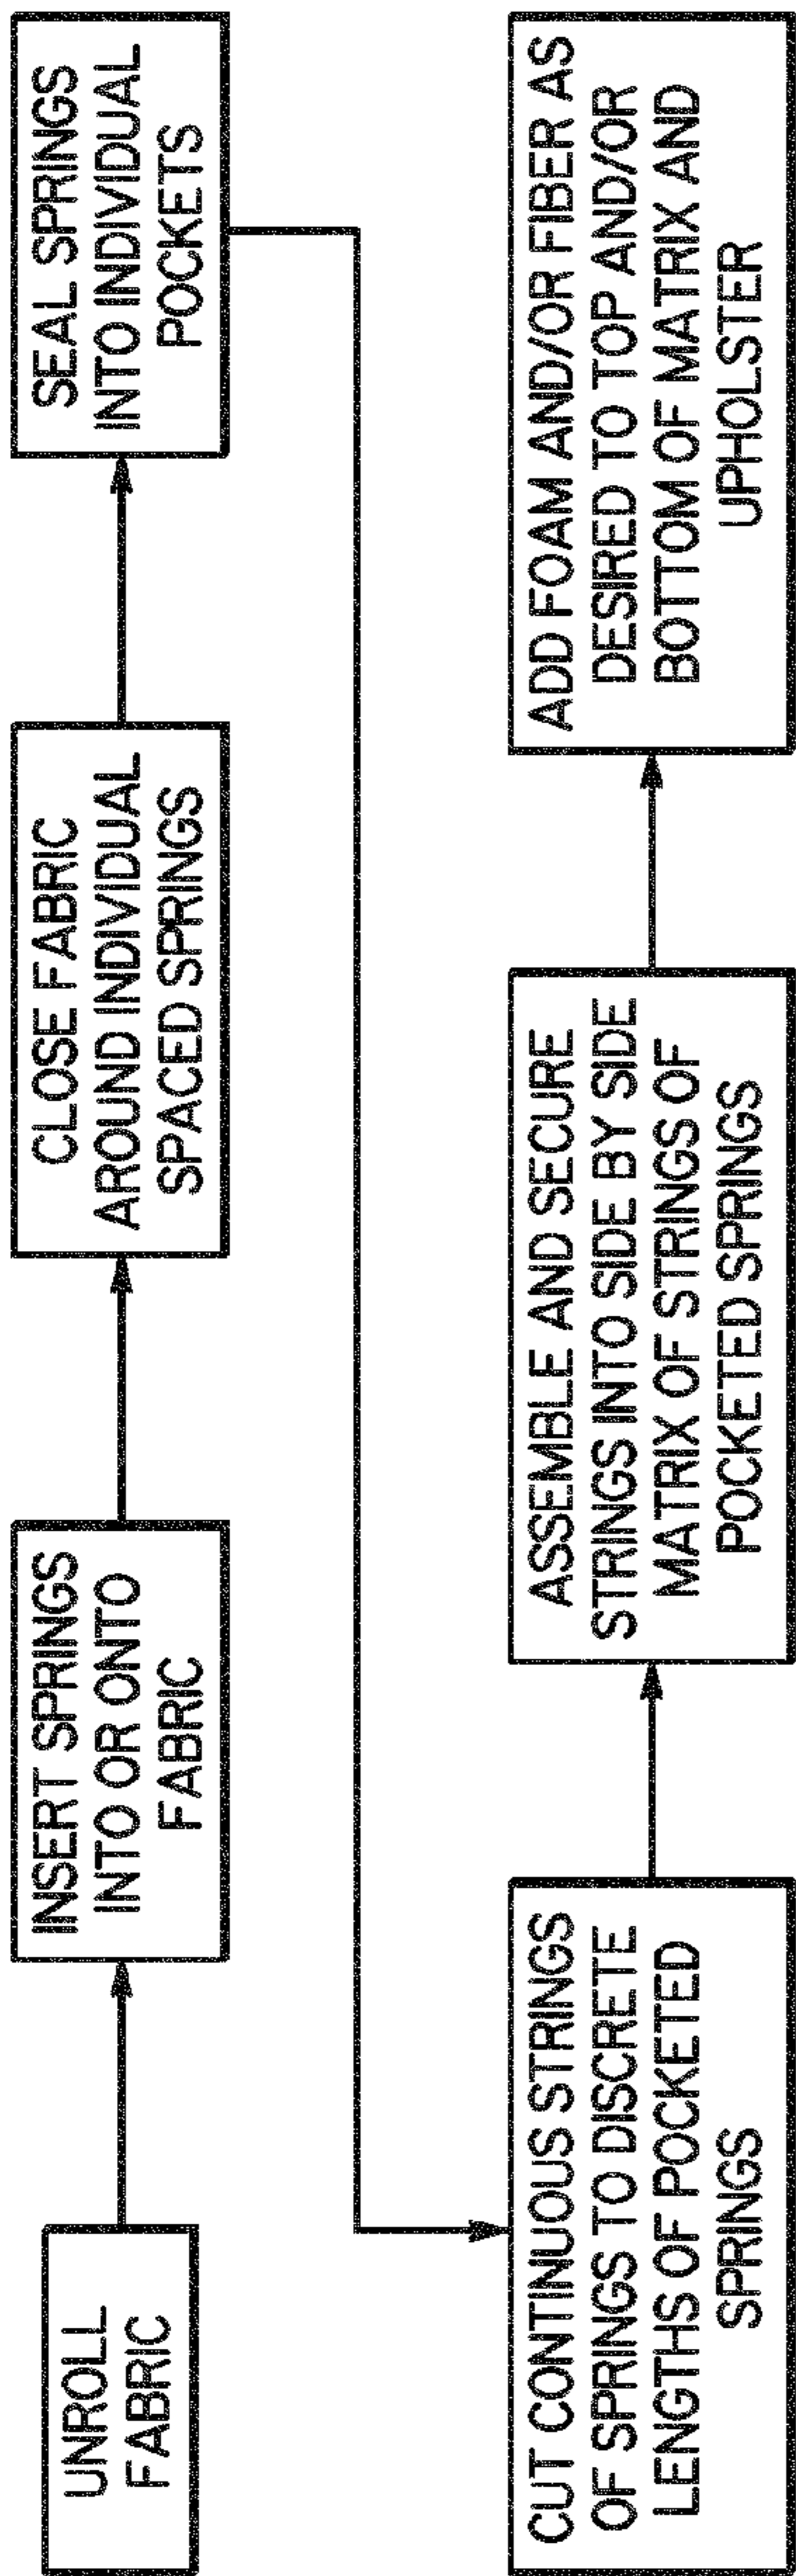 UNROLL
FABRIC
INSERT SPRINGS
INTO OR ONTO
FABRIC
CLOSE FABRIC
AROUND INDIVIDUAL
SPACED SPRINGS
SEAL SPRINGS
INTO INDIVIDUAL
POCKETS
CUT CONTINUOUS STRINGS
OF SPRINGS TO DISCRETE
LENGTHS OF POCKETED
SPRINGS
ASSEMBLE AND SECURE
STRINGS INTO SIDE BY SIDE
MATRIX OF STRINGS OF
POCKETED SPRINGS
ADD FOAM AND/OR FIBER AS
DESIRED TO TOP AND/OR
BOTTOM OF MATRIX AND
UPHOLSTER